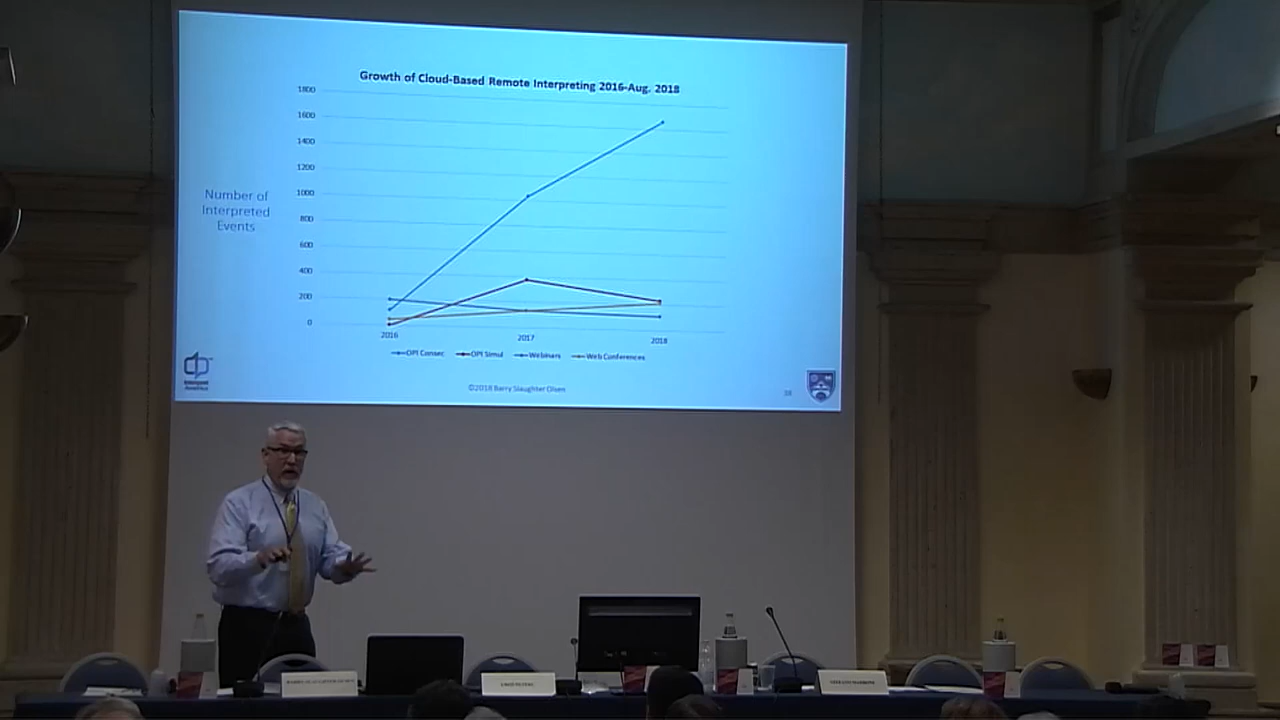 Growth of Cloud-Based Remote Interpreting 2016-Aug. 2018
1800
1600
1400
1200
1000
800
600
400
200
0
Number of
Interpreted
Events
2016 2017 2018
OPI Consec OPI Simul Webinars Web Conferences
©2018 Barry Slaughter Olsen